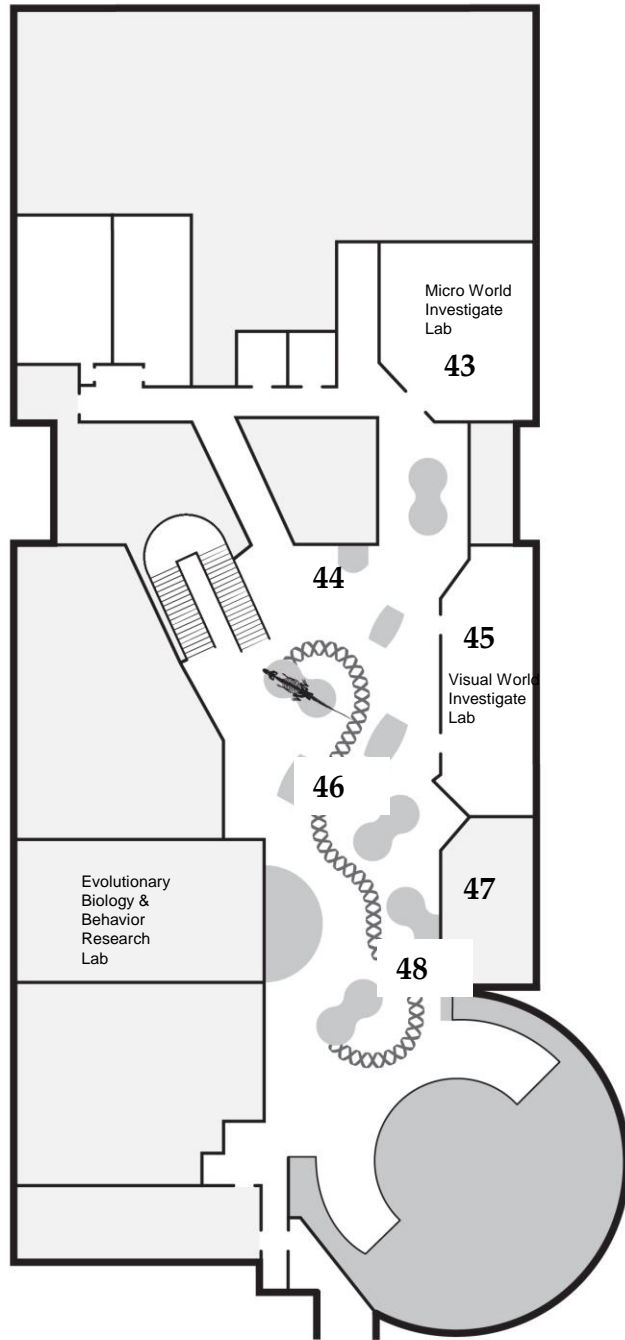 Micro World
Investigate
Lab
43
44
45
Visual World
Investigate
Lab
46
Evolutionary
Biology &
Behavior
Research
Lab
47
48